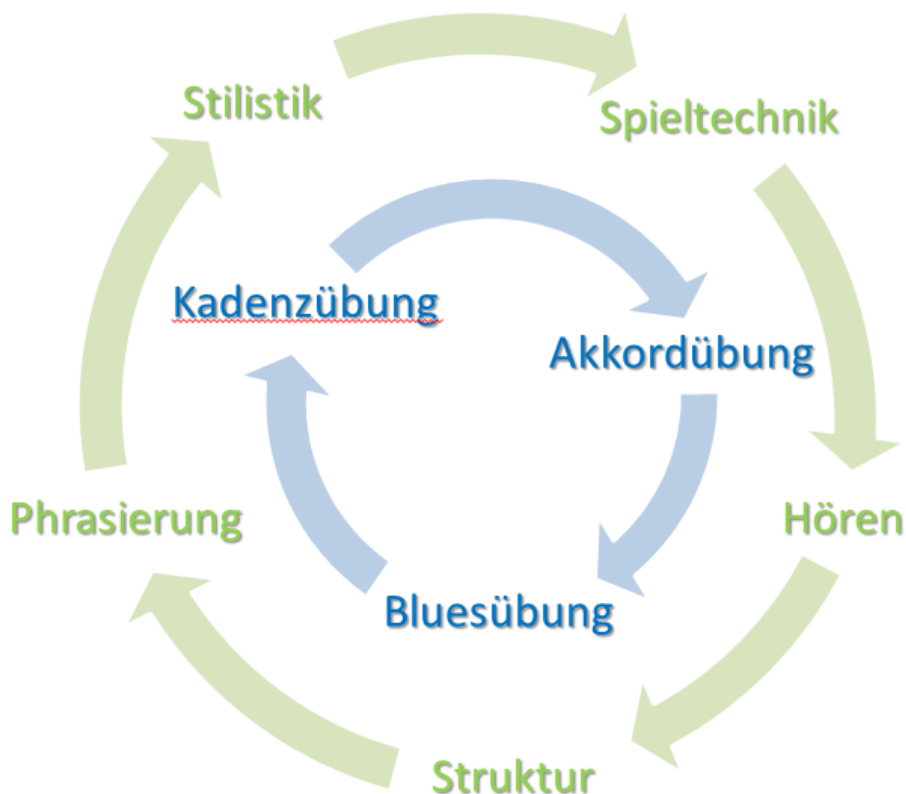 Stilistik
Spieltechnik
Kadenzübung
Akkordübung
Phrasierung
Hören
Bluesübung
Struktur